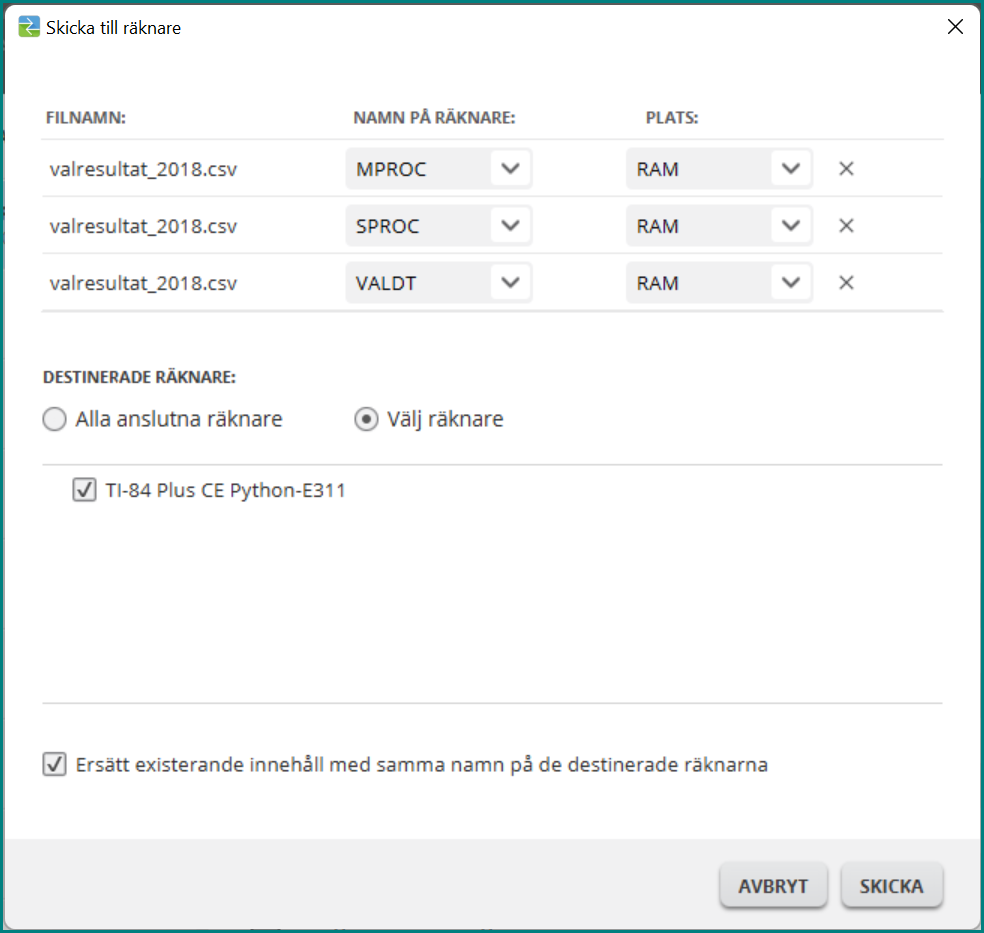 Skicka till räknare
FILNAMN: NAMN PÅ RÄKNARE: PLATS:
valresultat_2018.csv MPROC RAM
valresultat_2018.csv SPROC RAM
valresultat_2018.csv VALDT RAM
DESTINERADE RÄKNARE:
Alla anslutna räknare Välj räknare
TI-84 Plus CE Python-E311
Ersätt existerande innehåll med samma namn på de destinerade räknarna
AVBRYT SKICKA